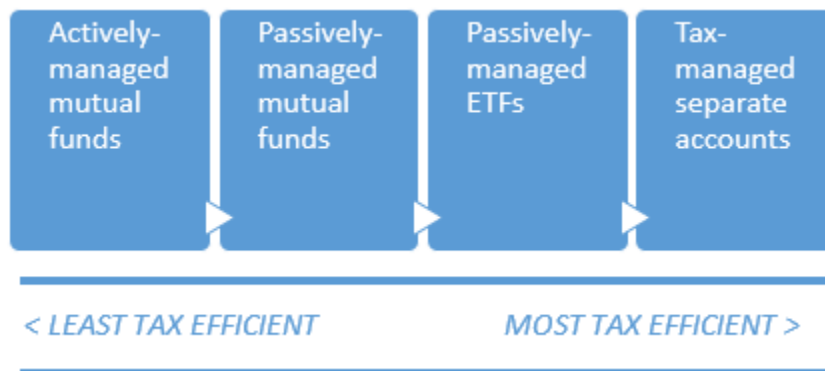 Actively-
managed
mutual
funds
Passively-
managed
mutual
funds
Passively-
managed
ETFs
Tax-
managed
separate
accounts
< LEAST TAX EFFICIENT
MOST TAX EFFICIENT >